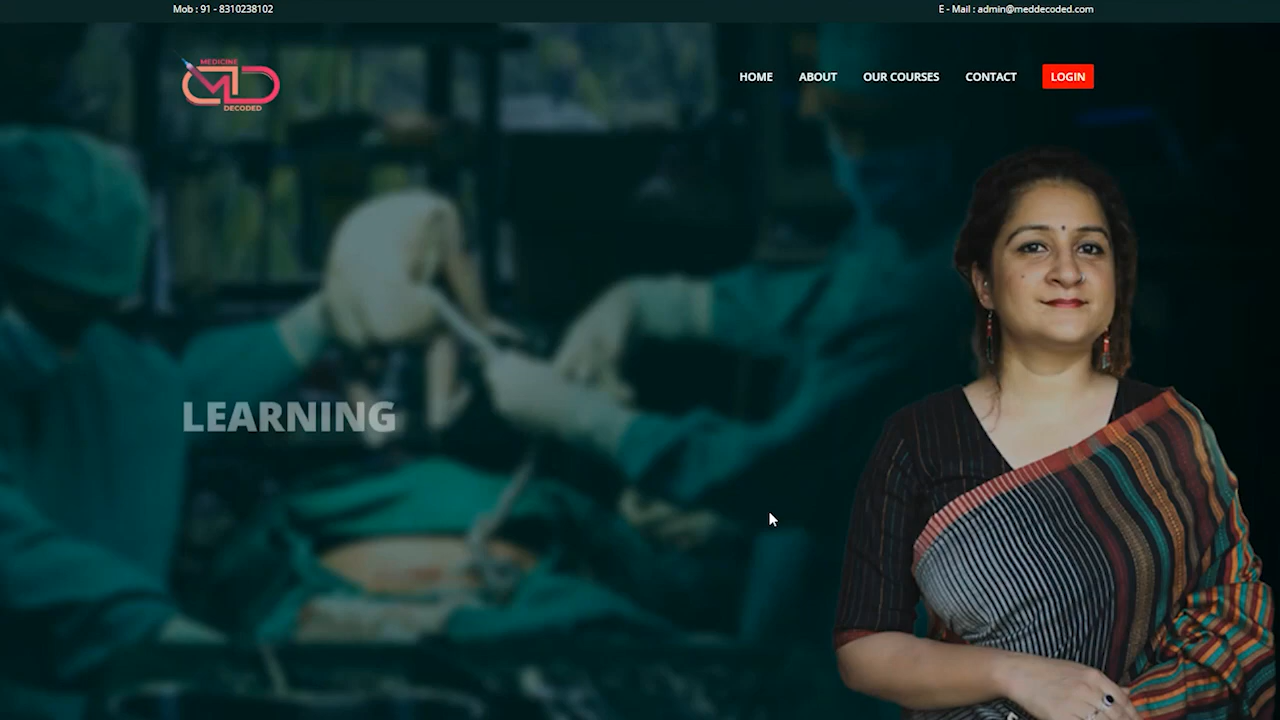 Mob : 91 - 8310238102
E - Mail : admin@meddecoded.com
MEDICINE
MD
DECODED
HOME ABOUT OUR COURSES CONTACT LOGIN
LEARNING